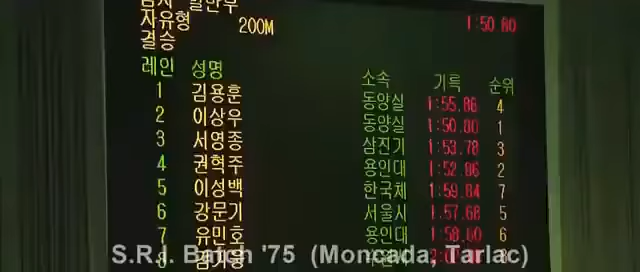 자유형 200M 1:50 80
결승
레인 성명 소속 기록 순위
1 김용훈 동양실 1:55.86 4
2 이상우 동양실 1:50.80 1
3 서영종 삼진기 1:53.78 3
4 권혁주 용인대 1:52.86 2
5 이성백 한국체 1:59.84 7
6 강문기 서울시 1:57.68 5
7 유민호 용인대 1:58.60 6
8
S.R.I. Batch '75 (Moncada, Tarlac)